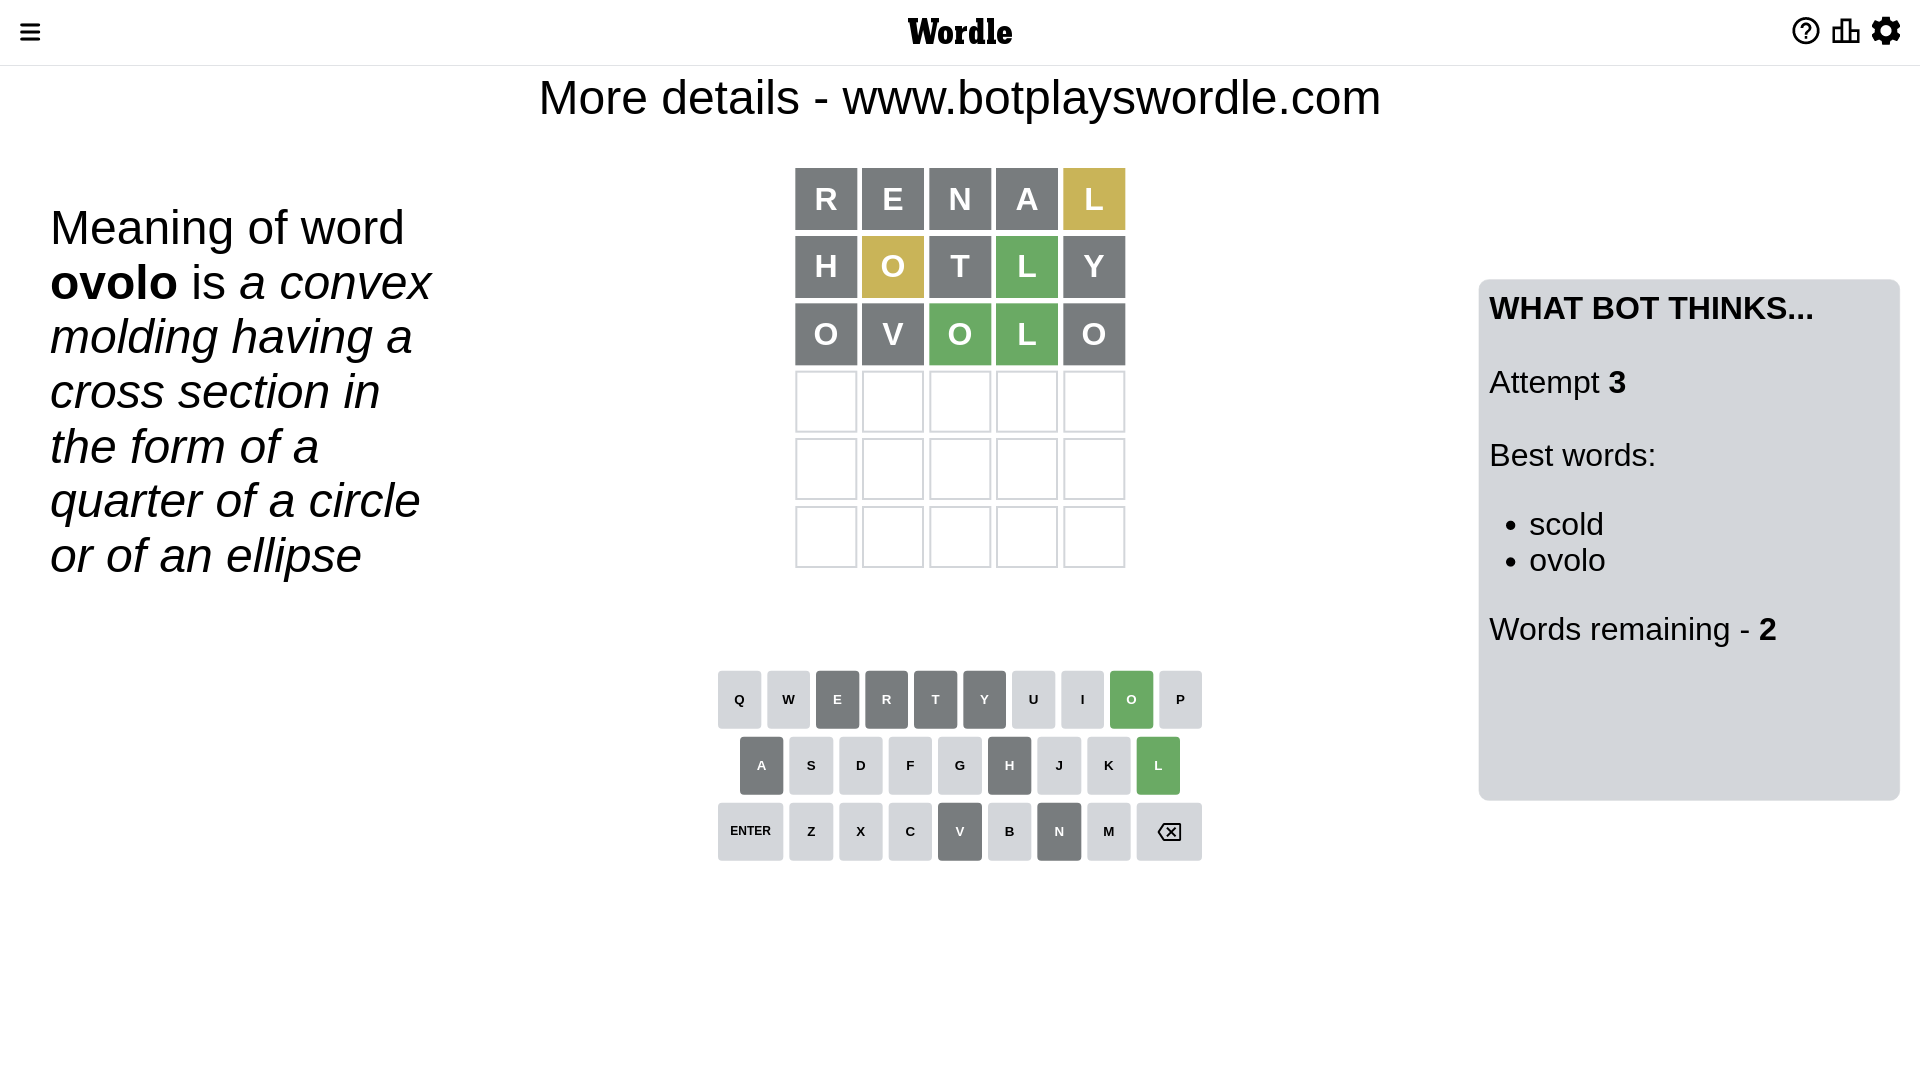 Wordle
More details - www.botplayswordle.com
Meaning of word
ovolo is a convex
molding having a
cross section in
the form of a
quarter of a circle
or of an ellipse
R E N A L
H O T L Y
O V O L O
WHAT BOT THINKS...
Attempt 3
Best words:
• scold
• ovolo
Words remaining - 2
Q W E R T Y U I O P
A S D F G H J K L
ENTER Z X C V B N M